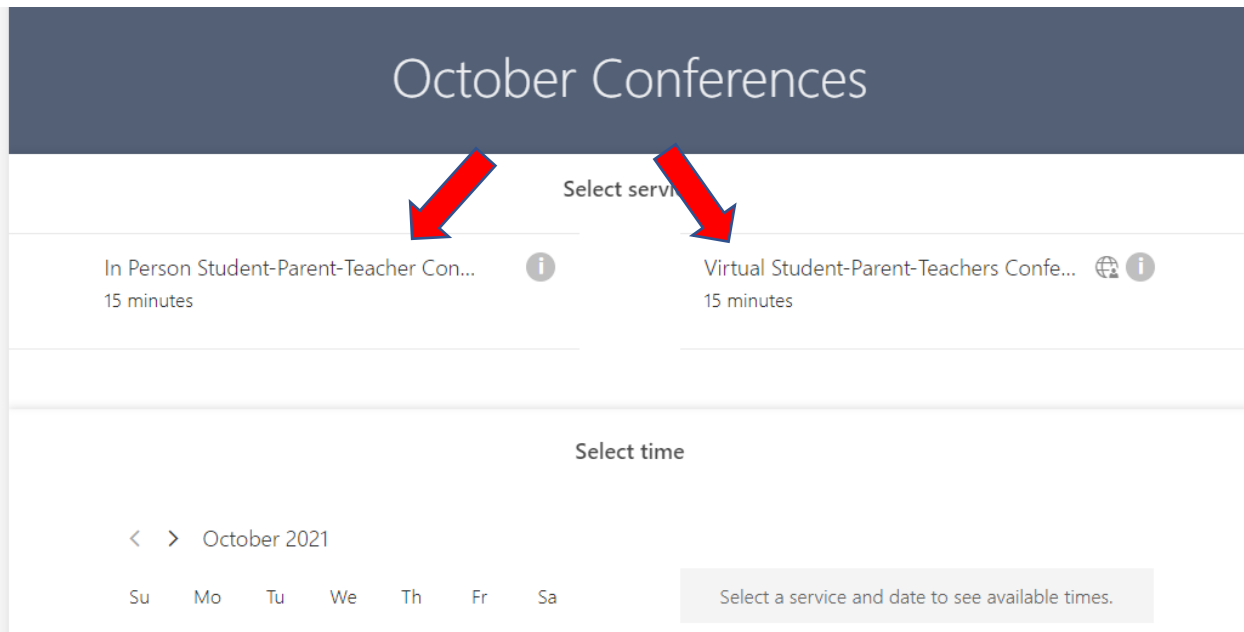 October Conferences
Select servi
In Person Student-Parent-Teacher Con...
15 minutes
Virtual Student-Parent-Teachers Confe...
15 minutes
Select time
< > October 2021
Su Mo Tu We Th Fr Sa
Select a service and date to see available times.